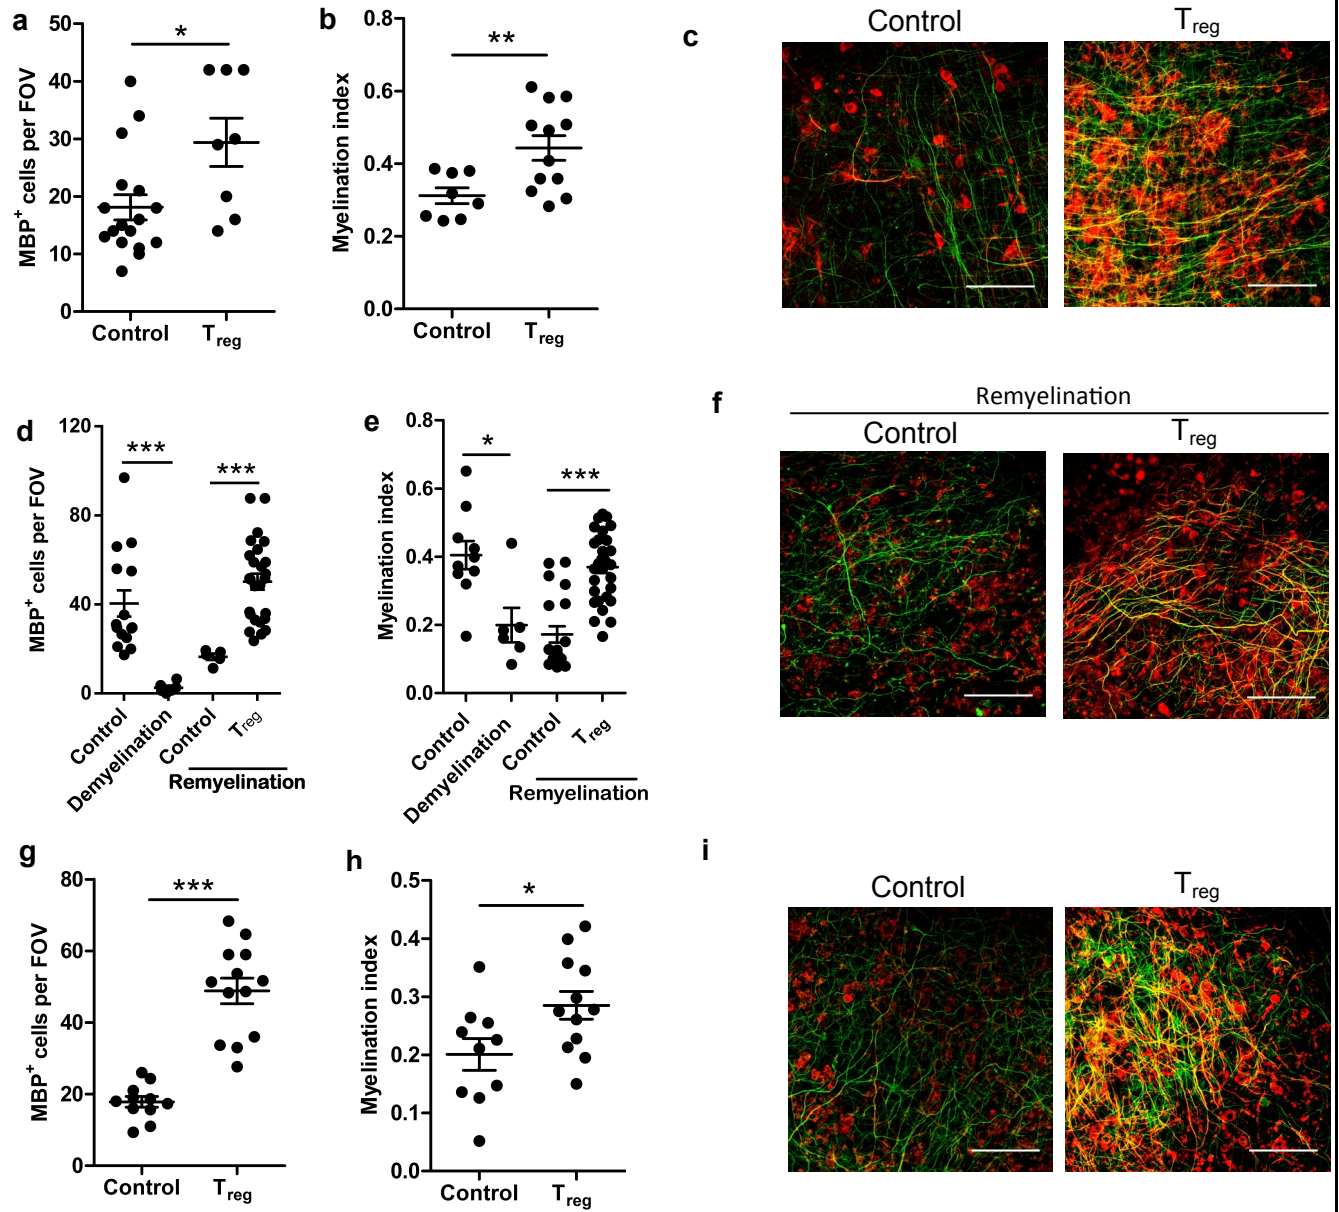 a
50
40
30
20
10
0
MBP+ cells per FOV
*
Control
Treg
b
0.8
0.6
0.4
0.2
0.0
Myelination index
**
Control
Treg
c
Control
Treg
d
120
80
40
0
MBP+ cells per FOV
***
***
Control
Demyelination
Control
Treg
Remyelination
e
0.8
0.6
0.4
0.2
0.0
Myelination index
*
***
Control
Demyelination
Control
Treg
Remyelination
f
Remyelination
Control
Treg
g
80
60
40
20
0
MBP+ cells per FOV
***
Control
Treg
h
0.5
0.4
0.3
0.2
0.1
0.0
Myelination index
*
Control
Treg
i
Control
Treg